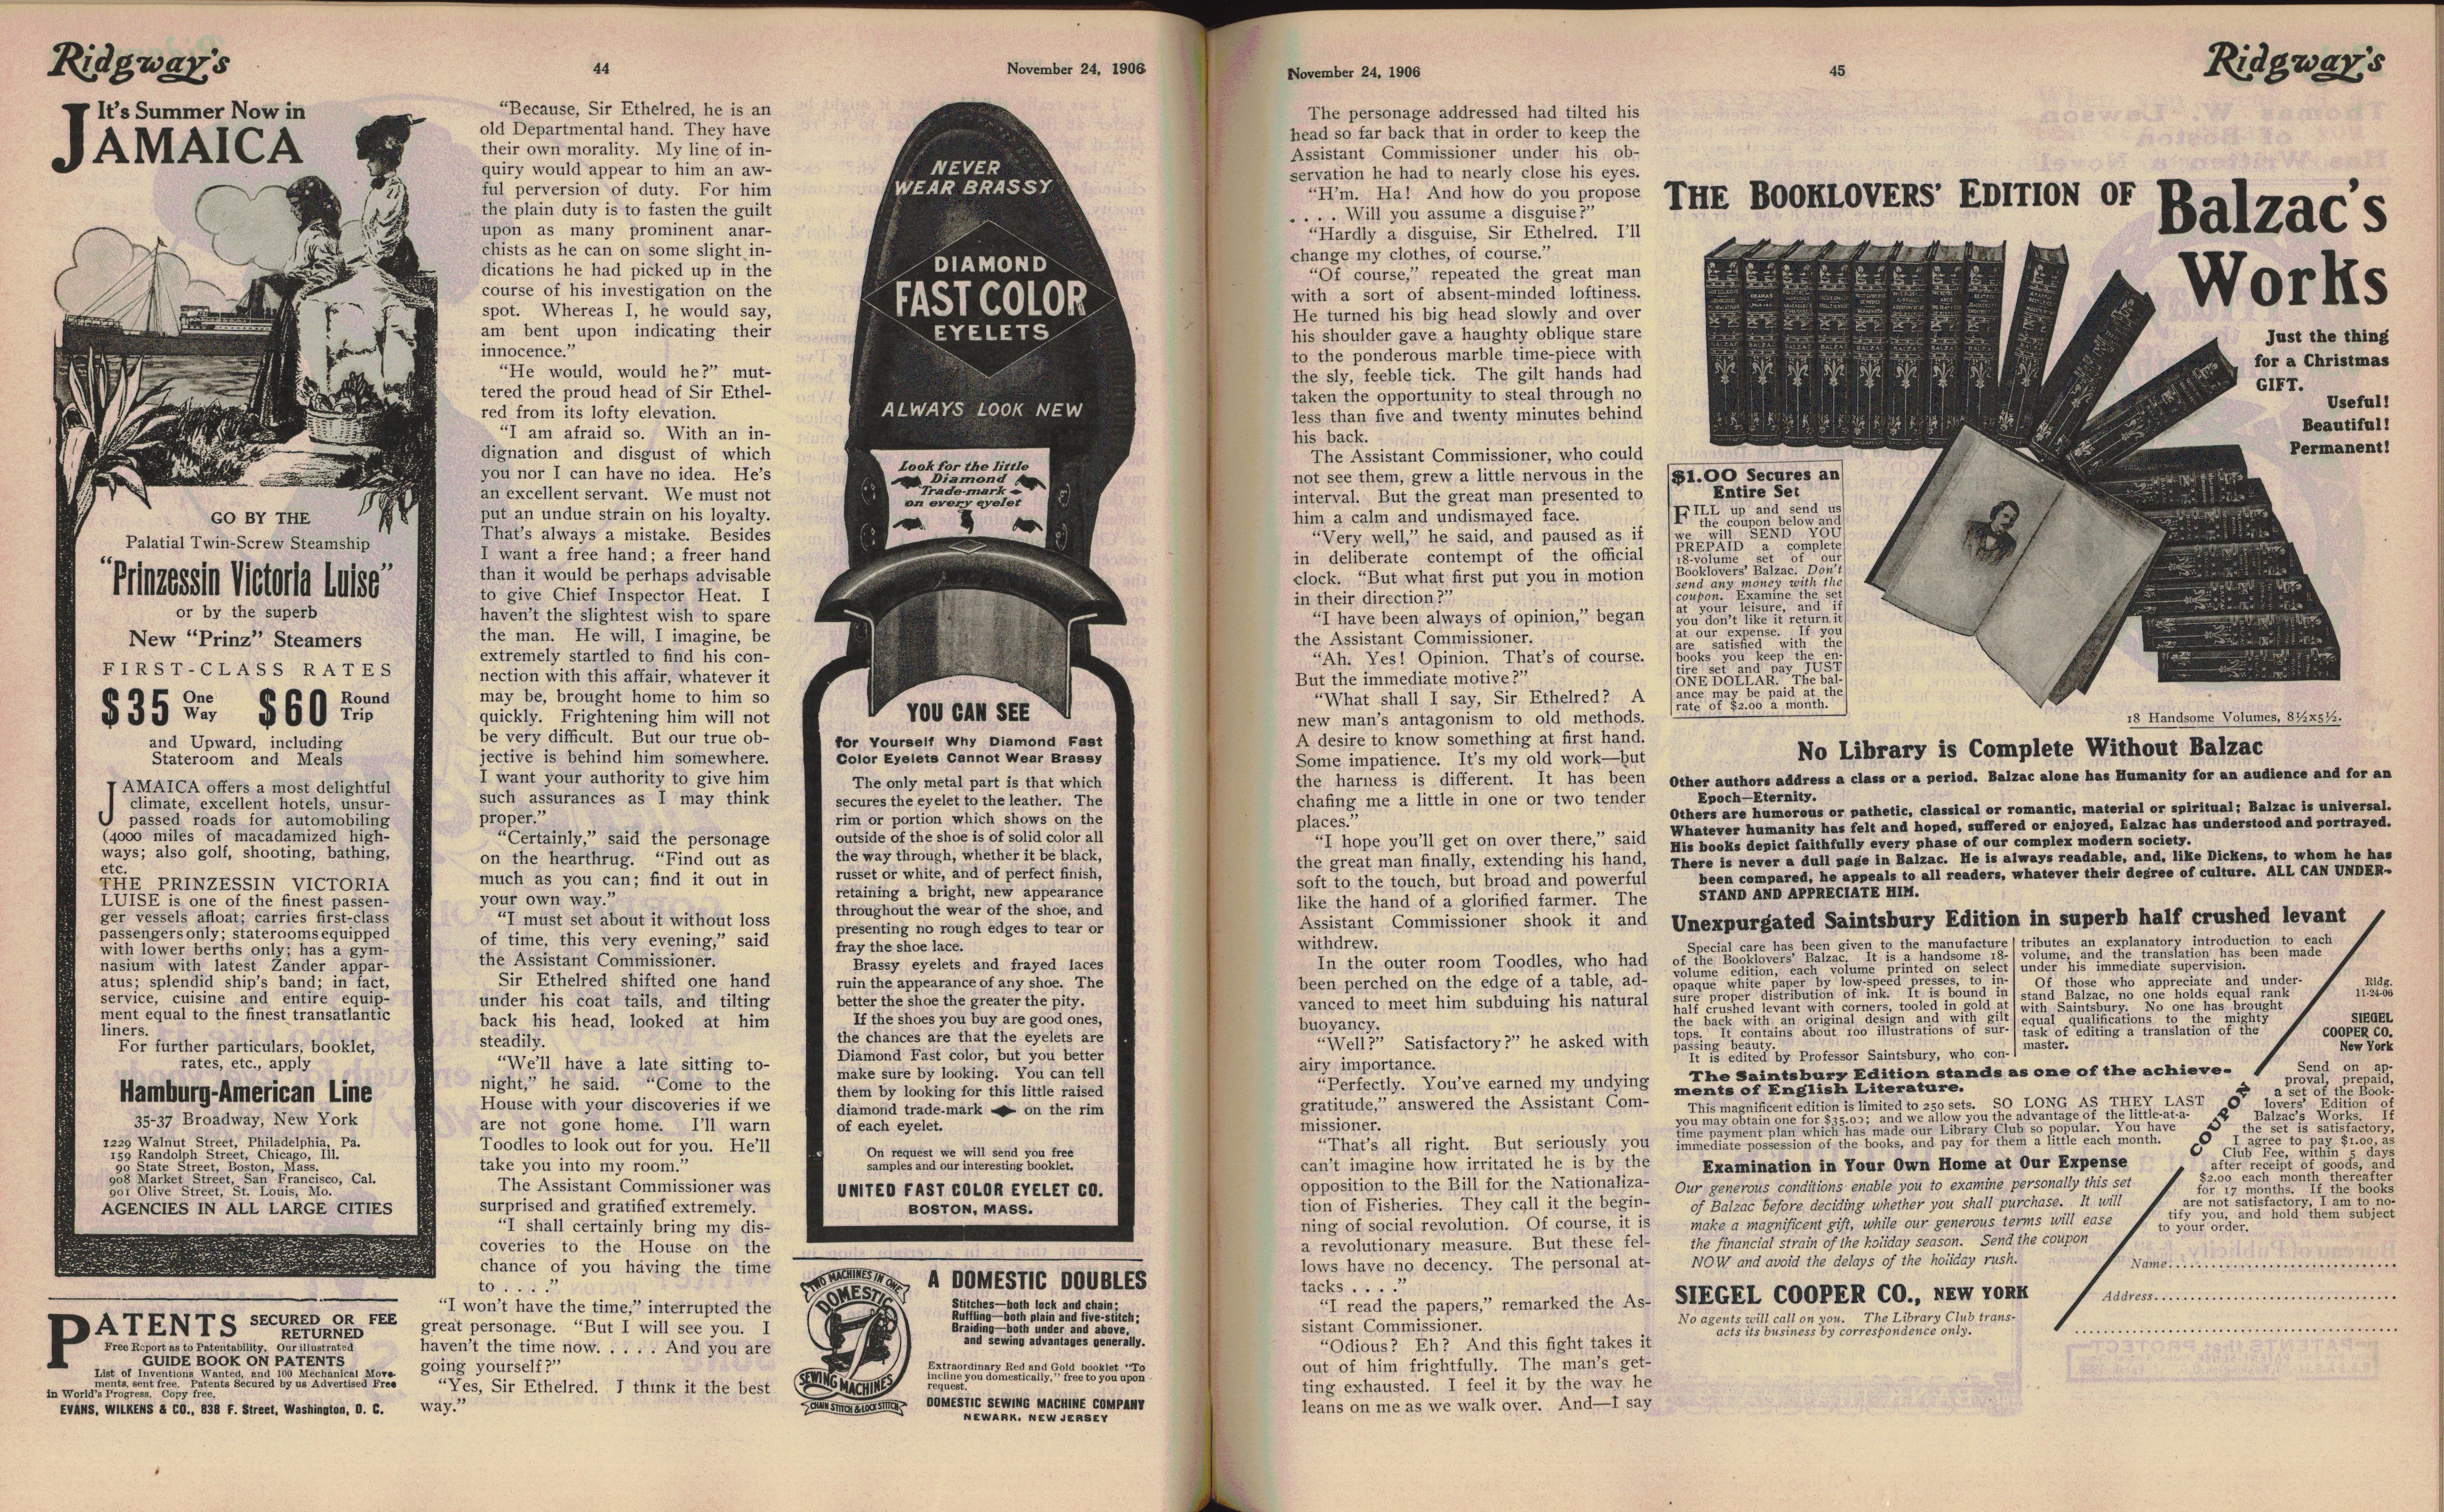 Ridgway's
44
November 24, 1906
It's Summer Now in
JAMAICA
GO BY THE
Palatial Twin-Screw Steamship
"Prinzessin Victoria Luise"
or by the superb
New "Prinz" Steamers
FIRST-CLASS RATES
$35 One Way $60 Round Trip
and Upward, including
Stateroom and Meals
JAMAICA offers a most delightful
climate, excellent hotels, unsur-
passed roads for automobiling
(4000 miles of macadamized high-
ways; also golf, shooting, bathing,
etc.
THE PRINZESSIN VICTORIA
LUISE is one of the finest passen-
ger vessels afloat; carries first-class
passengers only; staterooms equipped
with lower berths only; has a gym-
nasium with latest Zander appar-
atus; splendid ship's band; in fact,
service, cuisine and entire equip-
ment equal to the finest transatlantic
liners.
For further particulars, booklet,
rates, etc., apply
Hamburg-American Line
35-37 Broadway, New York
1229 Walnut Street, Philadelphia, Pa.
159 Randolph Street, Chicago, Ill.
90 State Street, Boston, Mass.
908 Market Street, San Francisco, Cal.
901 Olive Street, St. Louis, Mo.
AGENCIES IN ALL LARGE CITIES
PATENTS SECURED OR FEE
RETURNED
Free Report as to Patentability. Our illustrated
GUIDE BOOK ON PATENTS
List of Inventions Wanted, and 100 Mechanical Move-
ments, sent free. Patents Secured by us Advertised Free
in World's Progress. Copy free.
EVANS, WILKENS & CO., 838 F. Street, Washington, D. C.
"Because, Sir Ethelred, he is an
old Departmental hand. They have
their own morality. My line of in-
quiry would appear to him an aw-
ful perversion of duty. For him
the plain duty is to fasten the guilt
upon as many prominent anar-
chists as he can on some slight in-
dications he had picked up in the
course of his investigation on the
spot. Whereas I, he would say,
am bent upon indicating their
innocence."
"He would, would he?" mut-
tered the proud head of Sir Ethel-
red from its lofty elevation.
"I am afraid so. With an in-
dignation and disgust of which
you nor I can have no idea. He's
an excellent servant. We must not
put an undue strain on his loyalty.
That's always a mistake. Besides
I want a free hand; a freer hand
than it would be perhaps advisable
to give Chief Inspector Heat. I
haven't the slightest wish to spare
the man. He will, I imagine, be
extremely startled to find his con-
nection with this affair, whatever it
may be, brought home to him so
quickly. Frightening him will not
be very difficult. But our true ob-
jective is behind him somewhere.
I want your authority to give him
such assurances as I may think
proper."
"Certainly," said the personage
on the hearthrug. "Find out as
much as you can; find it out in
your own way."
"I must set about it without loss
of time, this very evening," said
the Assistant Commissioner.
Sir Ethelred shifted one hand
under his coat tails, and tilting
back his head, looked at him
steadily.
"We'll have a late sitting to-
night," he said. "Come to the
House with your discoveries if we
are not gone home. I'll warn
Toodles to look out for you. He'll
take you into my room."
The Assistant Commissioner was
surprised and gratified extremely.
"I shall certainly bring my dis-
coveries to the House on the
chance of you having the time
to . . . ."
"I won't have the time," interrupted the
great personage. "But I will see you. I
haven't the time now. . . . . And you are
going yourself?"
"Yes, Sir Ethelred. I think it the best
way."
NEVER
WEAR BRASSY
DIAMOND
FAST COLOR
EYELETS
ALWAYS LOOK NEW
Look for the little
Diamond
Trade-mark
on every eyelet
YOU CAN SEE
for Yourself Why Diamond Fast
Color Eyelets Cannot Wear Brassy
The only metal part is that which
secures the eyelet to the leather. The
rim or portion which shows on the
outside of the shoe is of solid color all
the way through, whether it be black,
russet or white, and of perfect finish,
retaining a bright, new appearance
throughout the wear of the shoe, and
presenting no rough edges to tear or
fray the shoe lace.
Brassy eyelets and frayed laces
ruin the appearance of any shoe. The
better the shoe the greater the pity.
If the shoes you buy are good ones,
the chances are that the eyelets are
Diamond Fast color, but you better
make sure by looking. You can tell
them by looking for this little raised
diamond trade-mark on the rim
of each eyelet.
On request we will send you free
samples and our interesting booklet.
UNITED FAST COLOR EYELET CO.
BOSTON, MASS.
TWO MACHINES IN ONE
DOMESTIC
SEWING MACHINES
CHAIN STITCH & LOCK STITCH
A DOMESTIC DOUBLES
Stitches—both lock and chain;
Ruffling—both plain and five-stitch;
Braiding—both under and above,
and sewing advantages generally.
Extraordinary Red and Gold booklet "To
incline you domestically," free to you upon
request.
DOMESTIC SEWING MACHINE COMPANY
NEWARK, NEW JERSEY
November 24, 1906
45
Ridgway's
The personage addressed had tilted his
head so far back that in order to keep the
Assistant Commissioner under his ob-
servation he had to nearly close his eyes.
"H'm. Ha! And how do you propose
. . . . Will you assume a disguise?"
"Hardly a disguise, Sir Ethelred. I'll
change my clothes, of course."
"Of course," repeated the great man
with a sort of absent-minded loftiness.
He turned his big head slowly and over
his shoulder gave a haughty oblique stare
to the ponderous marble time-piece with
the sly, feeble tick. The gilt hands had
taken the opportunity to steal through no
less than five and twenty minutes behind
his back.
The Assistant Commissioner, who could
not see them, grew a little nervous in the
interval. But the great man presented to
him a calm and undismayed face.
"Very well," he said, and paused as if
in deliberate contempt of the official
clock. "But what first put you in motion
in their direction?"
"I have been always of opinion," began
the Assistant Commissioner.
"Ah. Yes! Opinion. That's of course.
But the immediate motive?"
"What shall I say, Sir Ethelred? A
new man's antagonism to old methods.
A desire to know something at first hand.
Some impatience. It's my old work—but
the harness is different. It has been
chafing me a little in one or two tender
places."
"I hope you'll get on over there," said
the great man finally, extending his hand,
soft to the touch, but broad and powerful
like the hand of a glorified farmer. The
Assistant Commissioner shook it and
withdrew.
In the outer room Toodles, who had
been perched on the edge of a table, ad-
vanced to meet him subduing his natural
buoyancy.
"Well?" Satisfactory?" he asked with
airy importance.
"Perfectly. You've earned my undying
gratitude," answered the Assistant Com-
missioner.
"That's all right. But seriously you
can't imagine how irritated he is by the
opposition to the Bill for the Nationaliza-
tion of Fisheries. They call it the begin-
ning of social revolution. Of course, it is
a revolutionary measure. But these fel-
lows have no decency. The personal at-
tacks . . . ."
"I read the papers," remarked the As-
sistant Commissioner.
"Odious? Eh? And this fight takes it
out of him frightfully. The man's get-
ting exhausted. I feel it by the way he
leans on me as we walk over. And—I say
THE BOOKLOVERS' EDITION OF Balzac's
Works
Just the thing
for a Christmas
GIFT.
Useful!
Beautiful!
Permanent!
$1.00 Secures an
Entire Set
FILL up and send us
the coupon below and
we will SEND YOU
PREPAID a complete
18-volume set of our
Booklovers' Balzac. Don't
send any money with the
coupon. Examine the set
at your leisure, and if
you don't like it return it
at our expense. If you
are satisfied with the
books you keep the en-
tire set and pay JUST
ONE DOLLAR. The bal-
ance may be paid at the
rate of $2.00 a month.
18 Handsome Volumes, 8½x5½.
No Library is Complete Without Balzac
Other authors address a class or a period. Balzac alone has Humanity for an audience and for an
Epoch—Eternity.
Others are humorous or pathetic, classical or romantic, material or spiritual; Balzac is universal.
Whatever humanity has felt and hoped, suffered or enjoyed, Balzac has understood and portrayed.
His books depict faithfully every phase of our complex modern society.
There is never a dull page in Balzac. He is always readable, and, like Dickens, to whom he has
been compared, he appeals to all readers, whatever their degree of culture. ALL CAN UNDER-
STAND AND APPRECIATE HIM.
Unexpurgated Saintsbury Edition in superb half crushed levant
Special care has been given to the manufacture
of the Booklovers' Balzac. It is a handsome 18-
volume edition, each volume printed on select
opaque white paper by low-speed presses, to in-
sure proper distribution of ink. It is bound in
half crushed levant with corners, tooled in gold at
the back with an original design and with gilt
tops. It contains about 100 illustrations of sur-
passing beauty.
It is edited by Professor Saintsbury, who con-
tributes an explanatory introduction to each
volume, and the translation has been made
under his immediate supervision.
Of those who appreciate and under-
stand Balzac, no one holds equal rank
with Saintsbury. No one has brought
equal qualifications to the mighty
task of editing a translation of the
master.
The Saintsbury Edition stands as one of the achieve-
ments of English Literature.
This magnificent edition is limited to 250 sets. SO LONG AS THEY LAST
you may obtain one for $35.00; and we allow you the advantage of the little-at-a-
time payment plan which has made our Library Club so popular. You have
immediate possession of the books, and pay for them a little each month.
Examination in Your Own Home at Our Expense
Our generous conditions enable you to examine personally this set
of Balzac before deciding whether you shall purchase. It will
make a magnificent gift, while our generous terms will ease
the financial strain of the holiday season. Send the coupon
NOW and avoid the delays of the holiday rush.
SIEGEL COOPER CO., NEW YORK
No agents will call on you. The Library Club trans-
acts its business by correspondence only.
COUPON
Ridg.
11-24-06
SIEGEL
COOPER CO.
New York
Send on ap-
proval, prepaid,
a set of the Book-
lovers' Edition of
Balzac's Works. If
the set is satisfactory,
I agree to pay $1.00, as
Club Fee, within 5 days
after receipt of goods, and
$2.00 each month thereafter
for 17 months. If the books
are not satisfactory, I am to no-
tify you, and hold them subject
to your order.
Name
Address